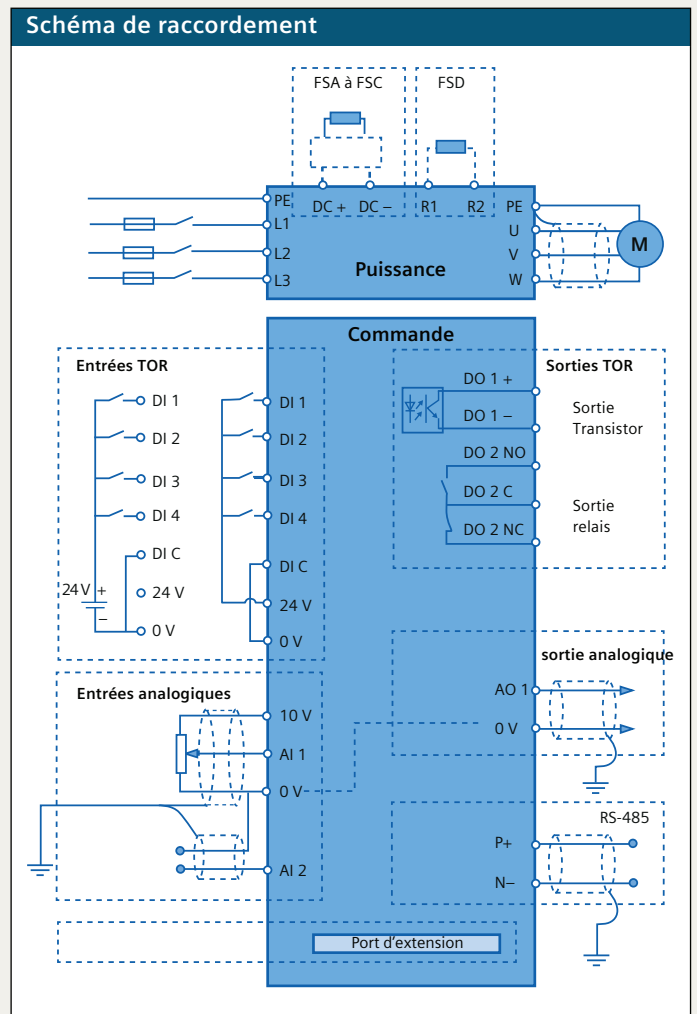 Schéma de raccordement
FSA à FSC
FSD
PE
DC +
DC –
R1
R2
PE
L1
U
L2
V
Puissance
L3
W
M
Commande
Entrées TOR
DI 1
DI 2
DI 3
DI 4
DI C
24 V
+
–
24 V
0 V
DI 1
DI 2
DI 3
DI 4
DI C
24 V
0 V
Sorties TOR
DO 1 +
DO 1 –
Sortie
Transistor
DO 2 NO
DO 2 C
DO 2 NC
Sortie
relais
sortie analogique
AO 1
0 V
Entrées analogiques
10 V
AI 1
0 V
AI 2
RS-485
P+
N–
Port d'extension